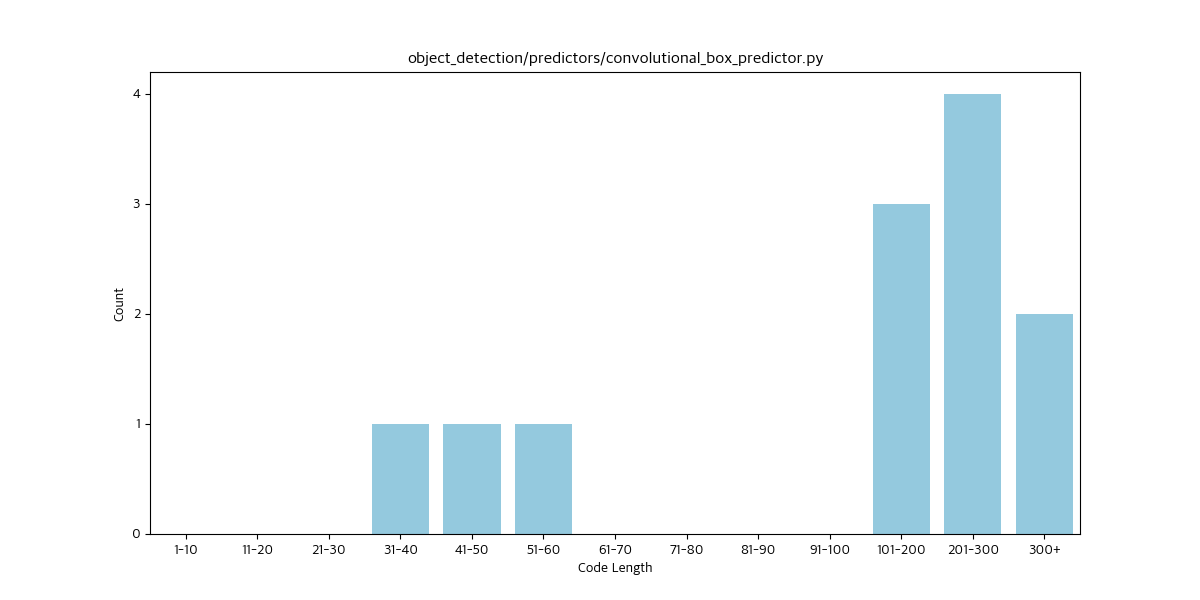 object_detection/predictors/convolutional_box_predictor.py
4
3
2
1
0
Count
1-10 11-20 21-30 31-40 41-50 51-60 61-70 71-80 81-90 91-100 101-200 201-300 300+
Code Length